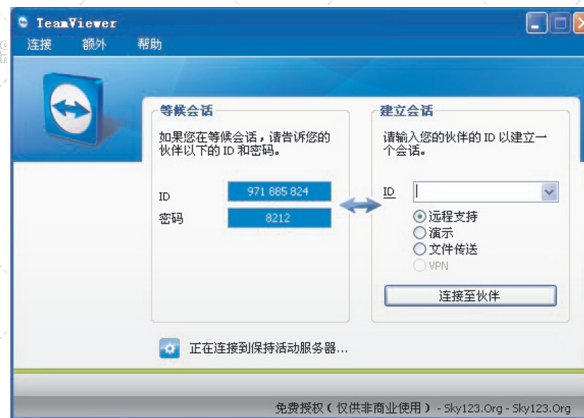 TeamViewer
连接 额外 帮助
等候会话
如果您在等候会话，请告诉您的
伙伴以下的 ID 和密码。
ID 971 885 824
密码 8212
建立会话
请输入您的伙伴的 ID 以建立一
个会话。
ID
远程支持
演示
文件传送
VPN
连接至伙伴
正在连接到保持活动服务器...
免费授权（仅供非商业使用） - Sky123.Org - Sky123.Org